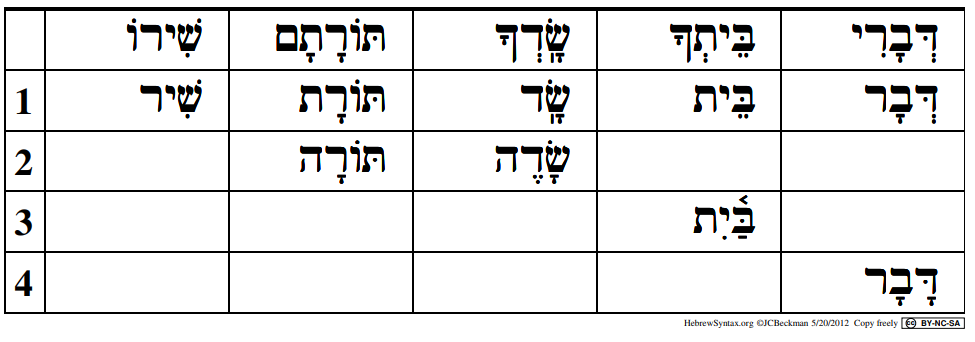 דְּבָרִי בֵּיתְךָ שָֽׂדְךָ תּוֹרָתָם שִׁירוֹ
דְּבָר בֵּית שָֽׂד תּוֹרָת שִׁיר 1
שָׂדֶה תּוֹרָה 2
בַּ֫יִת 3
דָּבָר 4
HebrewSyntax.org ©JCBeckman 5/20/2012 Copy freely cc BY-NC-SA